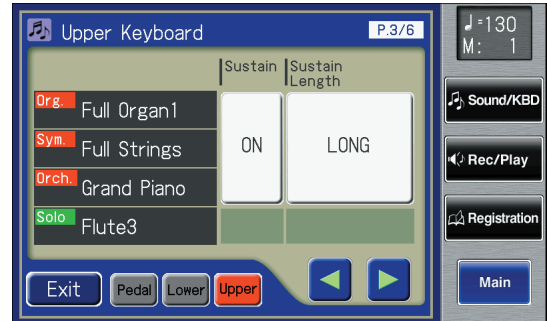 Upper Keyboard
P.3/6
Sustain
Sustain
Length
Org. Full Organ1
Sym. Full Strings
Orch. Grand Piano
Solo Flute3
ON
LONG
Exit
Pedal
Lower
Upper
♩=130
M: 1
Sound/KBD
Rec/Play
Registration
Main